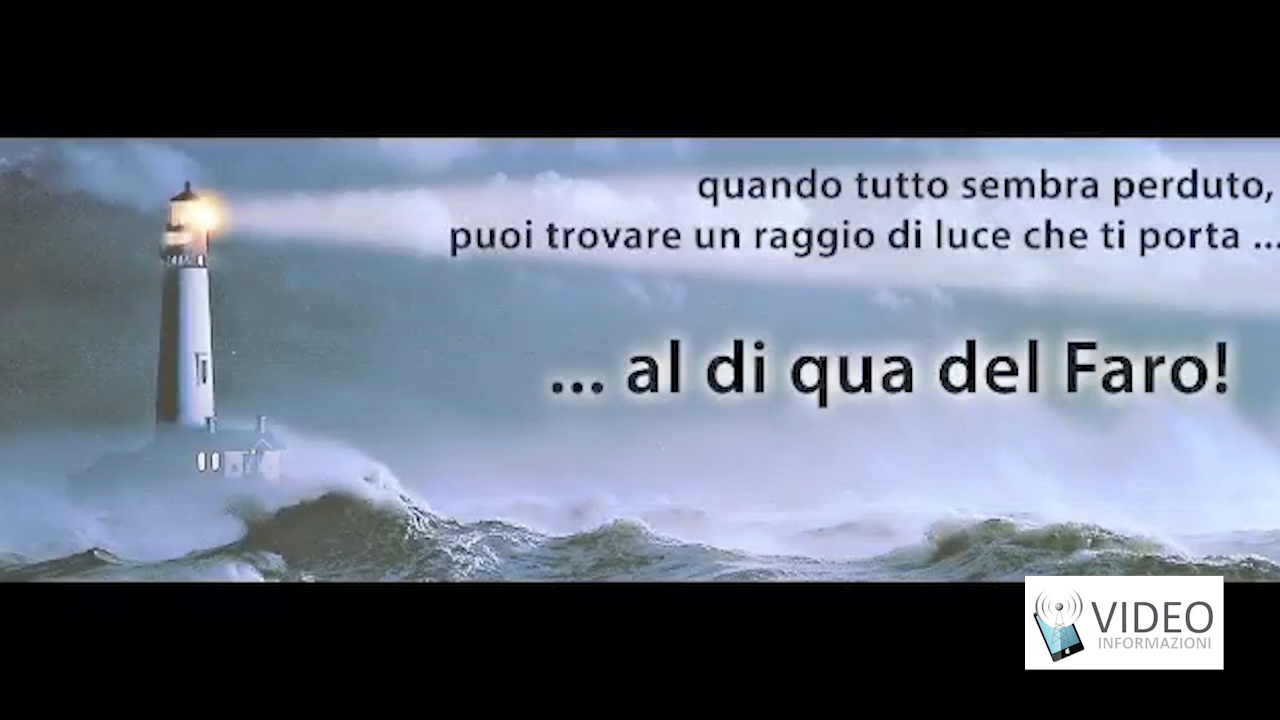 quando tutto sembra perduto,
puoi trovare un raggio di luce che ti porta ...
... al di qua del Faro!
VIDEO
INFORMAZIONI